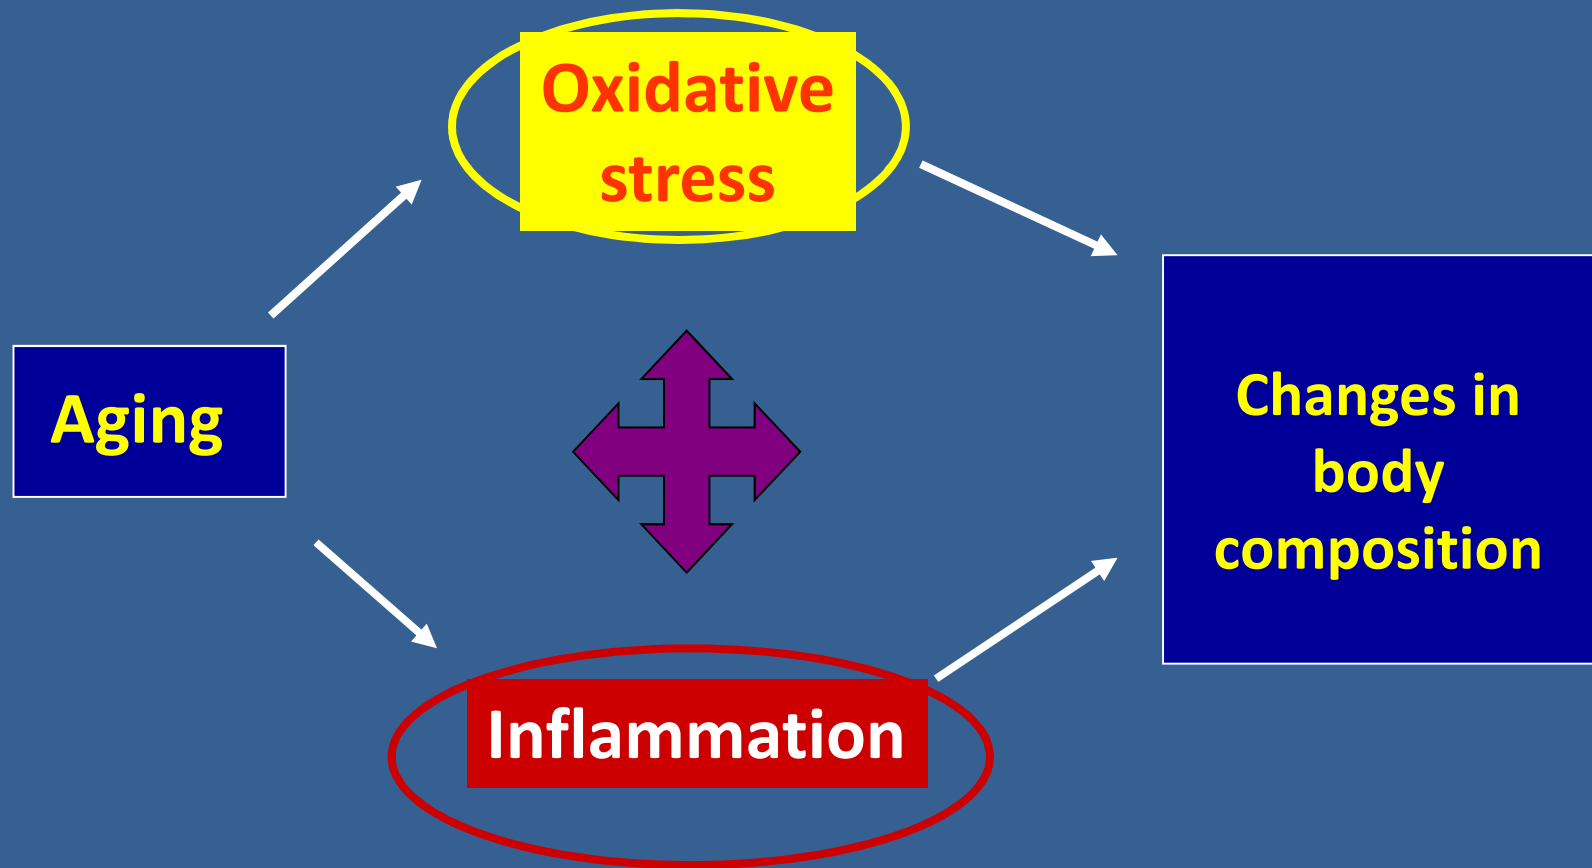 Oxidative
stress
Aging
Changes in
body
composition
Inflammation